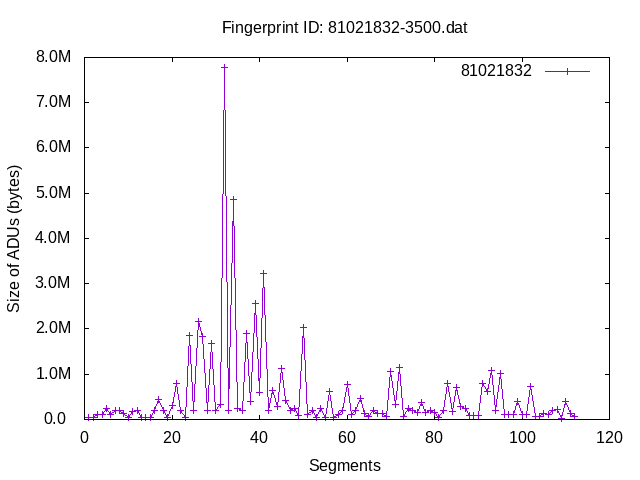 Fingerprint ID: 81021832-3500.dat
81021832
8.0M
7.0M
6.0M
5.0M
4.0M
3.0M
2.0M
1.0M
0.0
Size of ADUs (bytes)
0 20 40 60 80 100 120
Segments